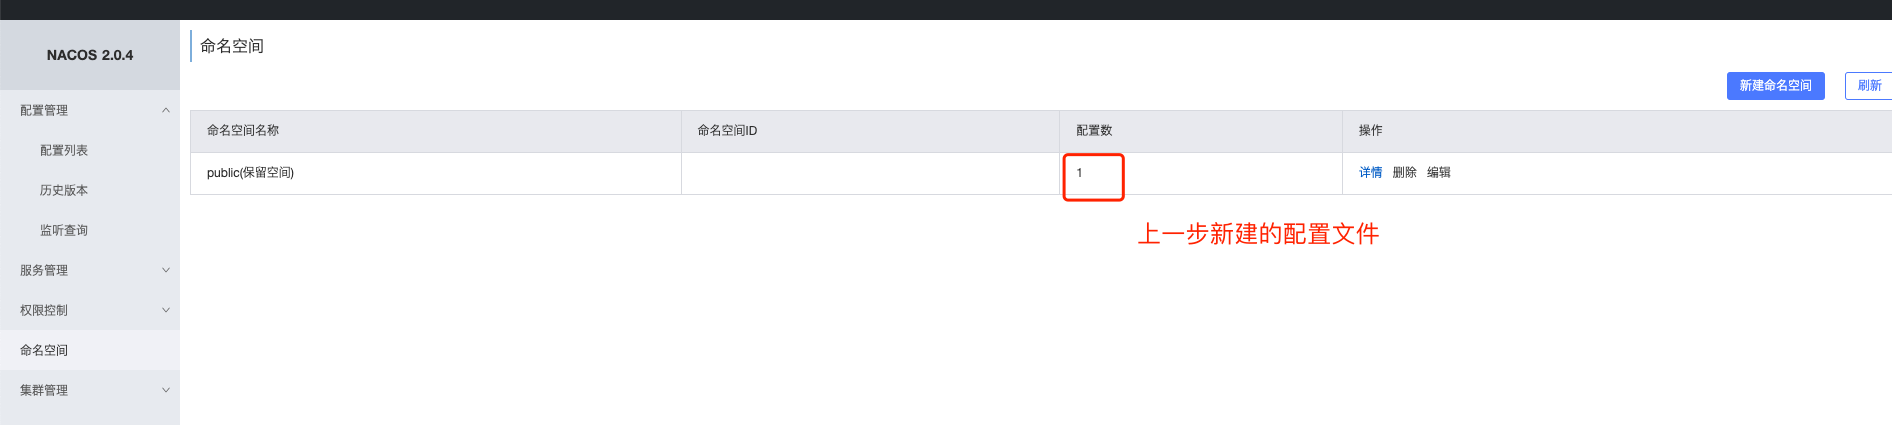 NACOS 2.0.4
配置管理
配置列表
历史版本
监听查询
服务管理
权限控制
命名空间
集群管理
命名空间
新建命名空间 刷新
命名空间名称 命名空间ID 配置数 操作
public(保留空间) 1 详情 删除 编辑
上一步新建的配置文件